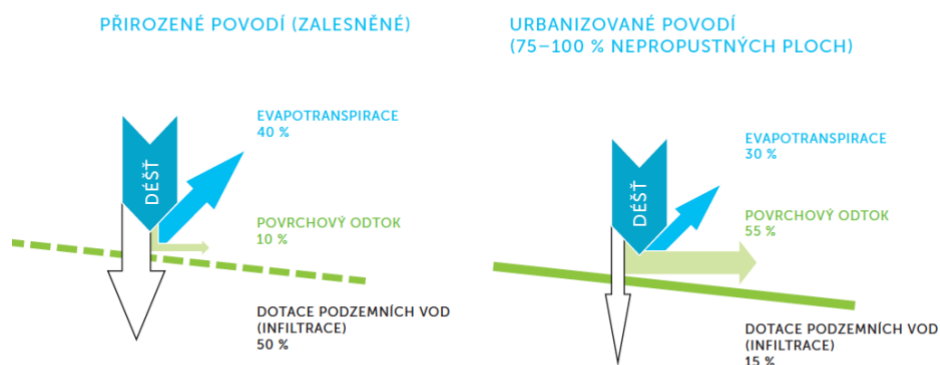 PŘIROZENÉ POVODÍ (ZALESNĚNÉ)
EVAPOTRANSPIRACE
40 %
DÉŠŤ
POVRCHOVÝ ODTOK
10 %
DOTACE PODZEMNÍCH VOD
(INFILTRACE)
50 %
URBANIZOVANÉ POVODÍ
(75–100 % NEPROPUSTNÝCH PLOCH)
EVAPOTRANSPIRACE
30 %
DÉŠŤ
POVRCHOVÝ ODTOK
55 %
DOTACE PODZEMNÍCH VOD
(INFILTRACE)
15 %